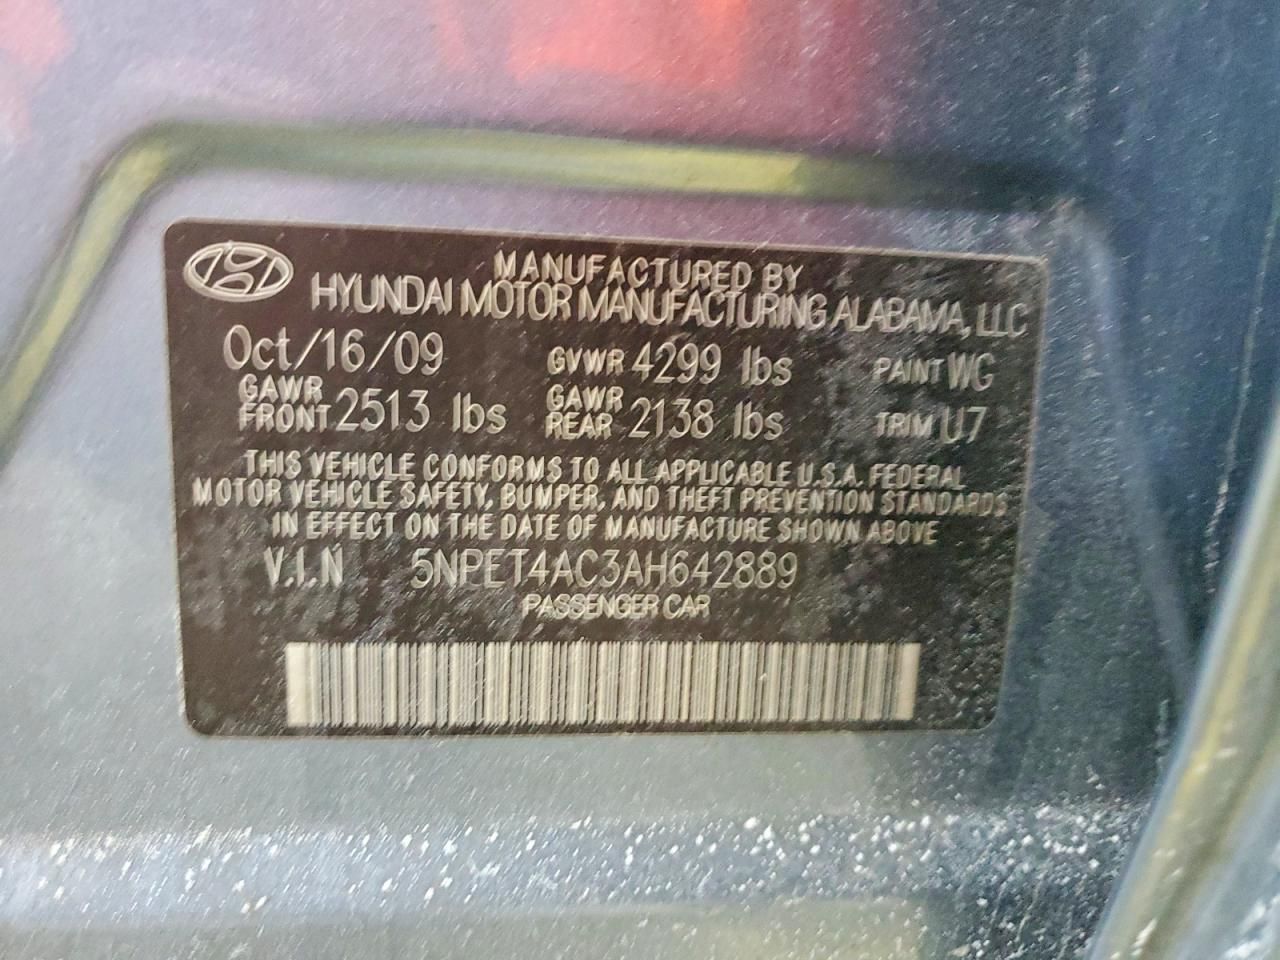 MANUFACTURED BY
HYUNDAI MOTOR MANUFACTURING ALABAMA, LLC
Oct/16/09 GVWR 4299 lbs PAINT WG
GAWR FRONT 2513 lbs GAWR REAR 2138 lbs TRIM U7
THIS VEHICLE CONFORMS TO ALL APPLICABLE U.S.A. FEDERAL
MOTOR VEHICLE SAFETY, BUMPER, AND THEFT PREVENTION STANDARDS
IN EFFECT ON THE DATE OF MANUFACTURE SHOWN ABOVE
V.I.N 5NPET4AC3AH642889
PASSENGER CAR